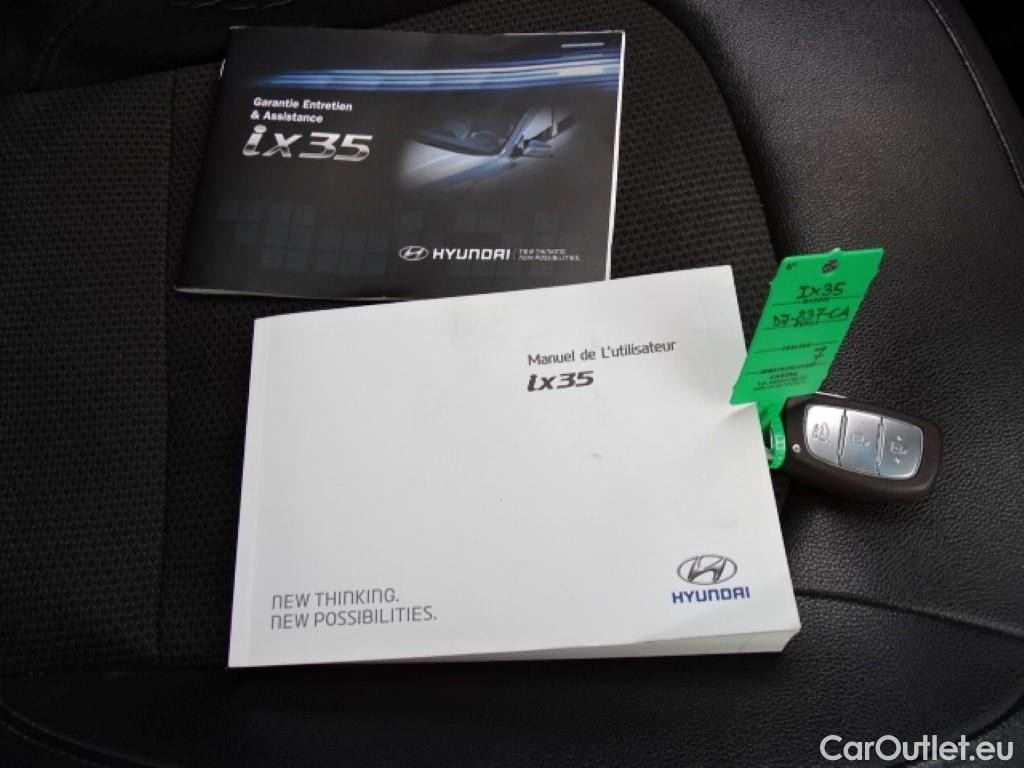 Garantie Entretien
& Assistance
ix35
HYUNDAI
NEW THINKING.
NEW POSSIBILITIES.
Manuel de L'utilisateur
ix35
NEW THINKING.
NEW POSSIBILITIES.
HYUNDAI
N°
IX35
7
CarOutlet.eu